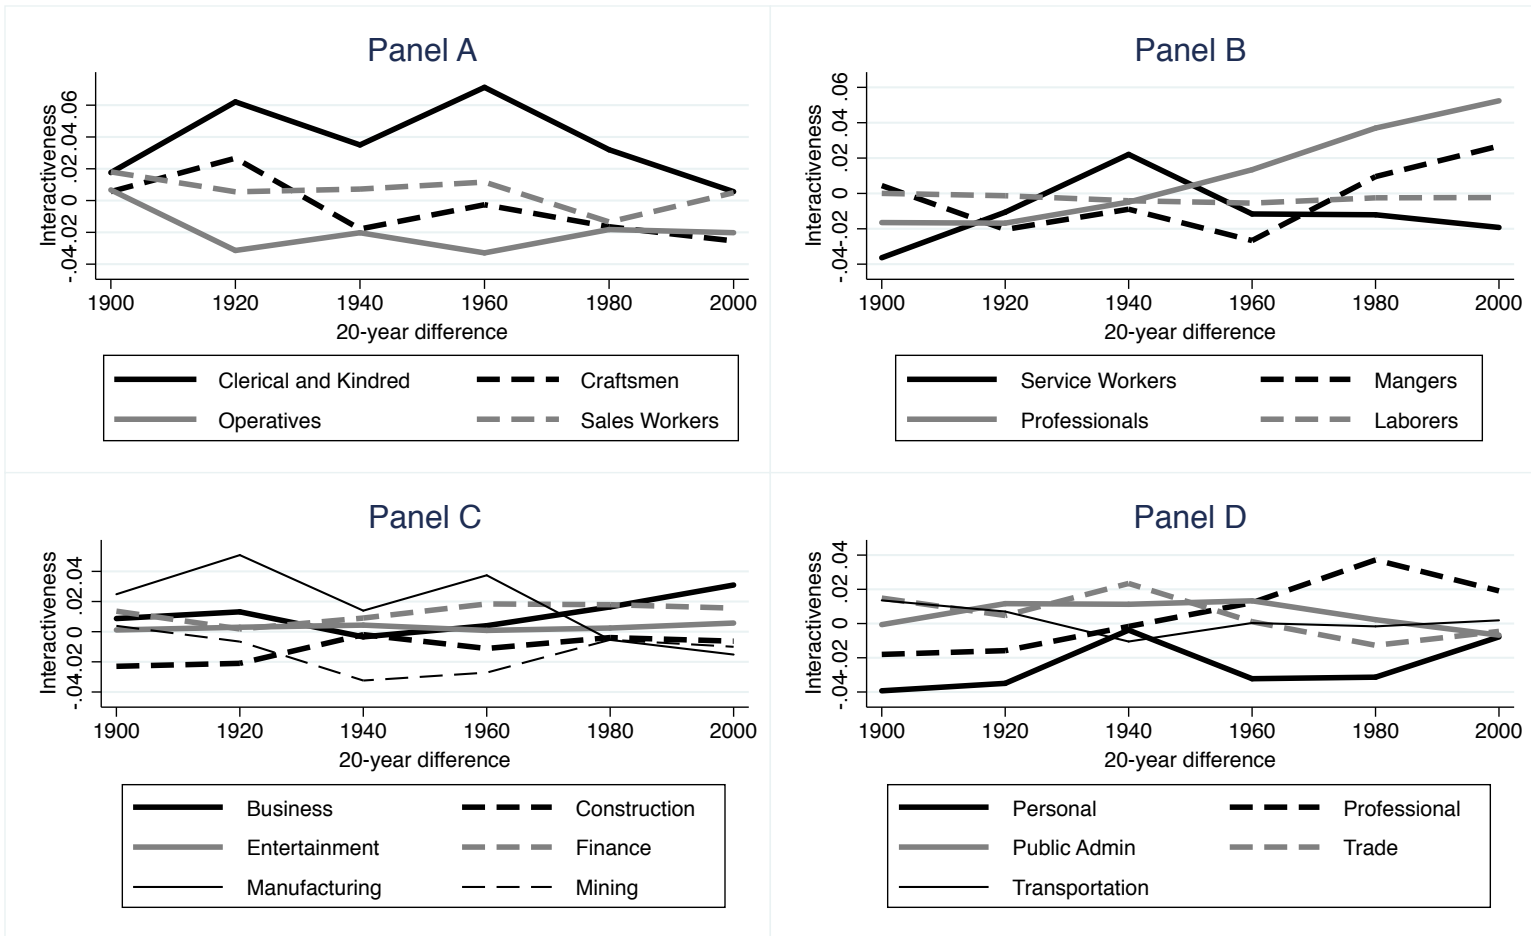 Panel A
Interactiveness
-.04-.02 0 .02.04.06
1900 1920 1940 1960 1980 2000
20-year difference
Clerical and Kindred Craftsmen
Operatives Sales Workers
Panel B
Interactiveness
-.04-.02 0 .02 .04 .06
1900 1920 1940 1960 1980 2000
20-year difference
Service Workers Mangers
Professionals Laborers
Panel C
Interactiveness
-.04-.02 0 .02.04
1900 1920 1940 1960 1980 2000
20-year difference
Business Construction
Entertainment Finance
Manufacturing Mining
Panel D
Interactiveness
-.04-.02 0 .02 .04
1900 1920 1940 1960 1980 2000
20-year difference
Personal Professional
Public Admin Trade
Transportation